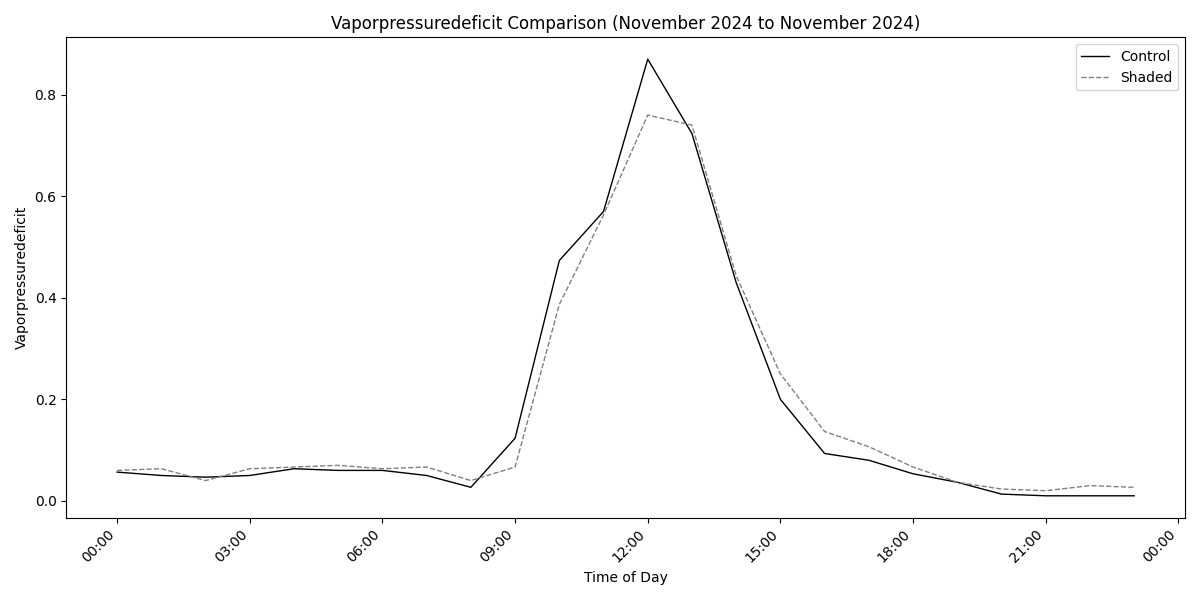 Vaporpressuredeficit Comparison (November 2024 to November 2024)
Control
Shaded
Vaporpressuredeficit
0.8
0.6
0.4
0.2
0.0
00:00
03:00
06:00
09:00
12:00
15:00
18:00
21:00
00:00
Time of Day